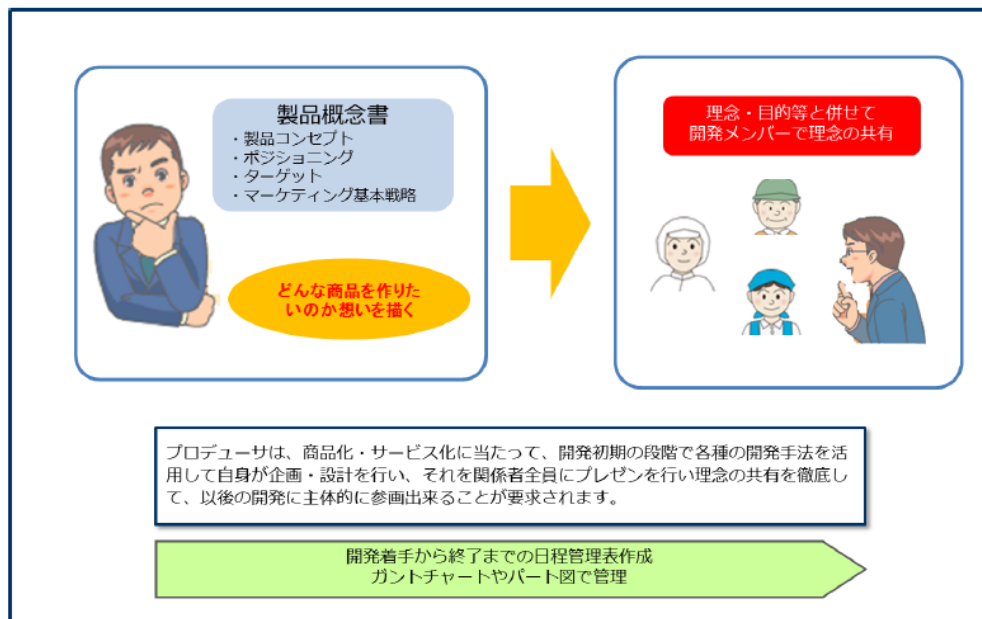 製品概念書
・製品コンセプト
・ポジショニング
・ターゲット
・マーケティング基本戦略
どんな商品を作りた
いのか想いを描く
理念・目的等と併せて
開発メンバーで理念の共有
プロデューサは、商品化・サービス化に当たって、開発初期の段階で各種の開発手法を活
用して自身が企画・設計を行い、それを関係者全員にプレゼンを行い理念の共有を徹底し
て、以後の開発に主体的に参画出来ることが要求されます。
開発着手から終了までの日程管理表作成
ガントチャートやパート図で管理